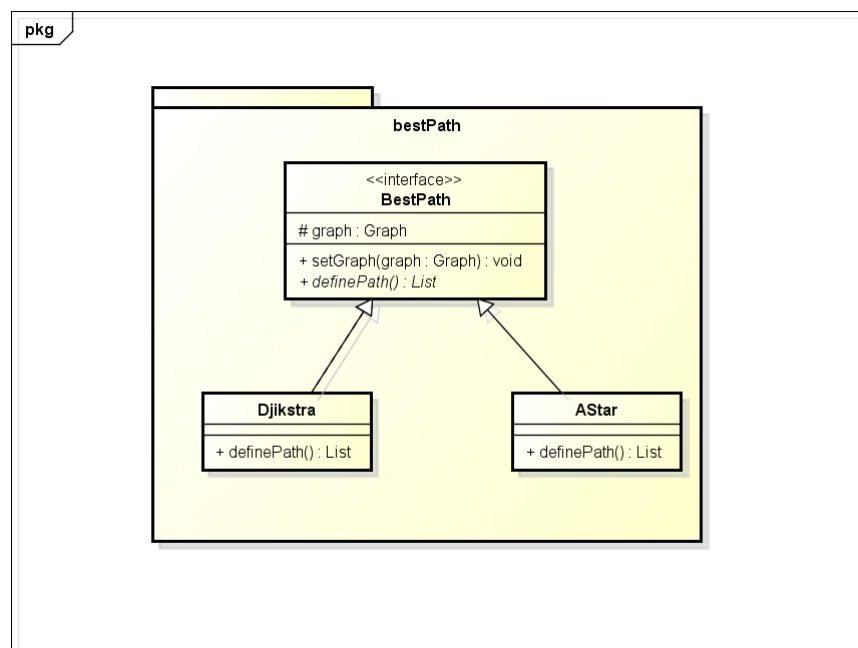 pkg
bestPath
<<interface>>
BestPath
# graph : Graph
+ setGraph(graph : Graph) : void
+ definePath() : List
Djikstra
+ definePath() : List
AStar
+ definePath() : List